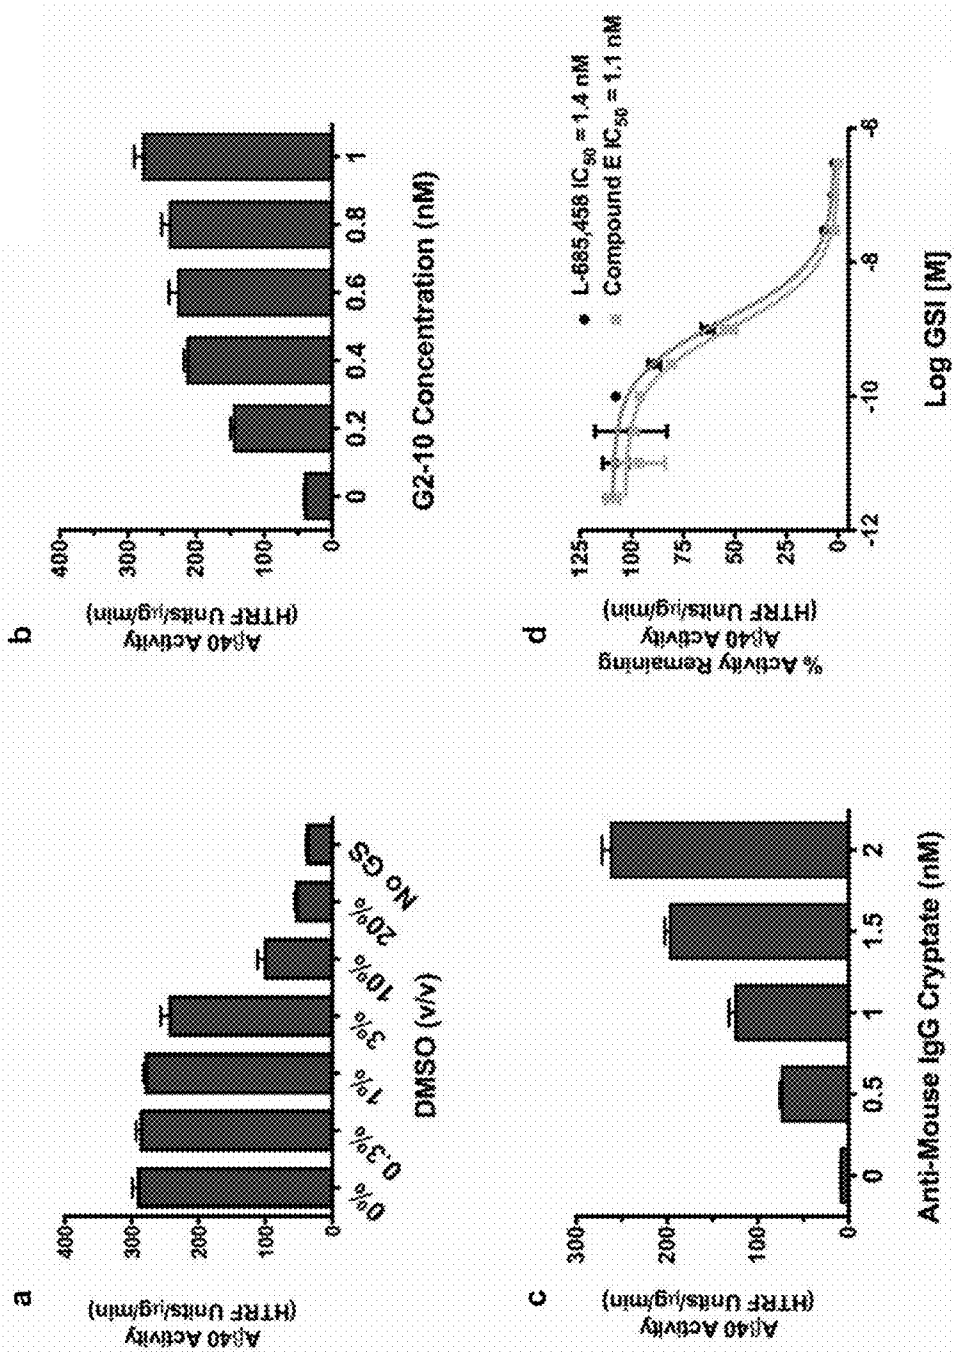 a
Aβ40 Activity
(HTRF Units/μg/min)
400
300
200
100
0
0%
0.3%
1%
3%
10%
20%
No GS
DMSO (v/v)
b
Aβ40 Activity
(HTRF Units/μg/min)
400
300
200
100
0
0
0.2
0.4
0.6
0.8
1
G2-10 Concentration (nM)
c
Aβ40 Activity
(HTRF Units/μg/min)
300
200
100
0
0
0.5
1
1.5
2
Anti-Mouse IgG Cryptate (nM)
d
% Activity Remaining
Aβ40 Activity
(HTRF Units/μg/min)
125
100
75
50
25
0
-12
-10
-8
-6
Log GSI [M]
L-685,458 IC50 = 1.4 nM
Compound E IC50 = 1.1 nM